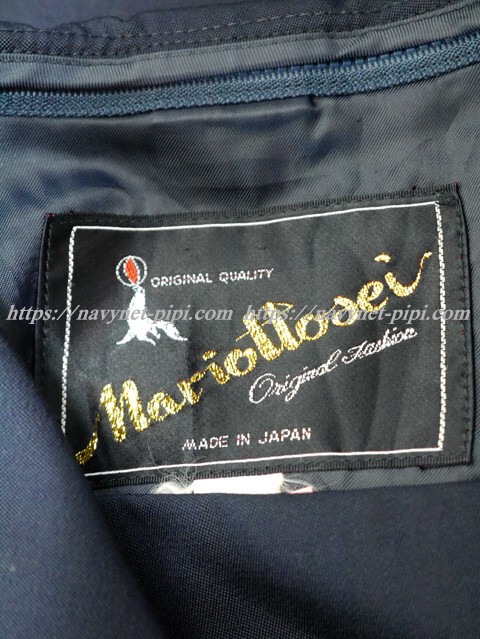 ORIGINAL QUALITY
https://navynet-pipi.com/ https://navynet-pipi.com/
Mariottosei
Original Fashion
MADE IN JAPAN